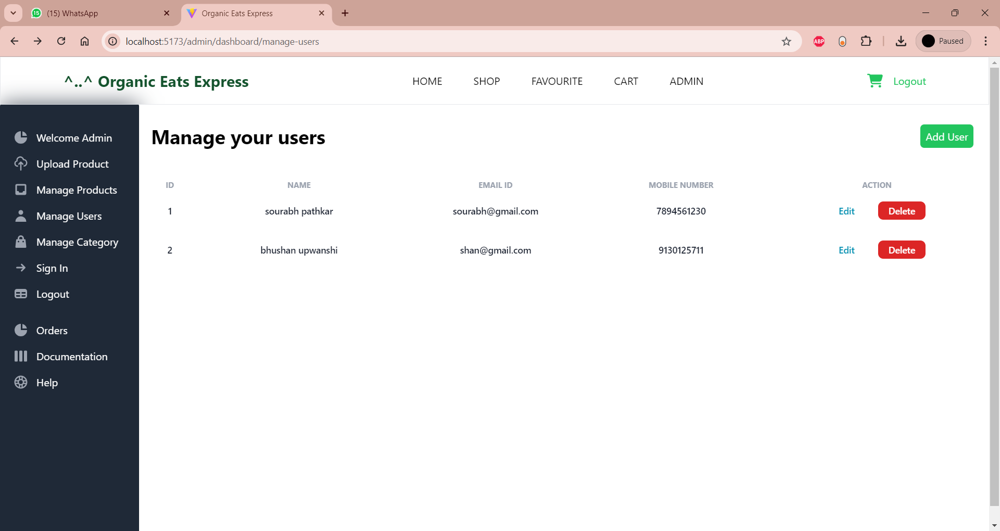 15 (15) WhatsApp Organic Eats Express
localhost:5173/admin/dashboard/manage-users ABP Paused
^..^ Organic Eats Express HOME SHOP FAVOURITE CART ADMIN Logout
Welcome Admin
Upload Product
Manage Products
Manage Users
Manage Category
Sign In
Logout
Orders
Documentation
Help
Manage your users Add User
ID NAME EMAIL ID MOBILE NUMBER ACTION
1 sourabh pathkar sourabh@gmail.com 7894561230 Edit Delete
2 bhushan upwanshi shan@gmail.com 9130125711 Edit Delete